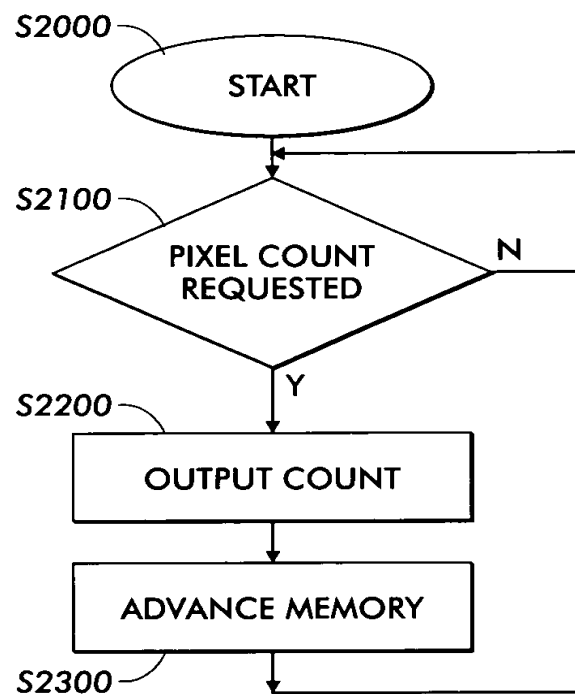 S2000
START
S2100
PIXEL COUNT
REQUESTED
N
Y
S2200
OUTPUT COUNT
ADVANCE MEMORY
S2300